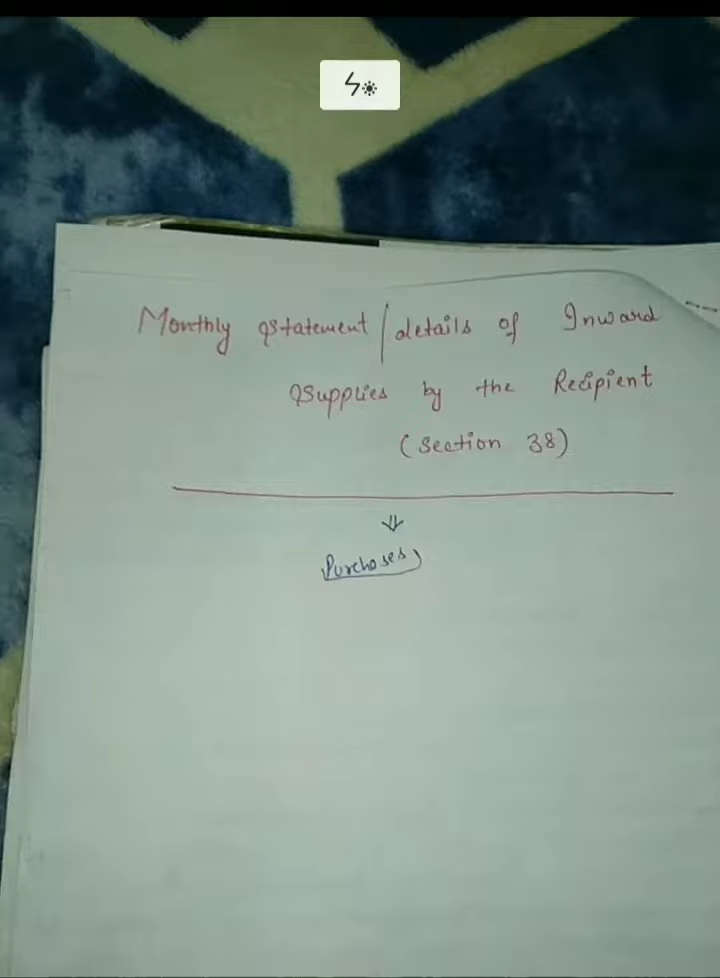 Monthly Statement / details of Inward
Supplies by the Recipient
(Section 38)
Purchases